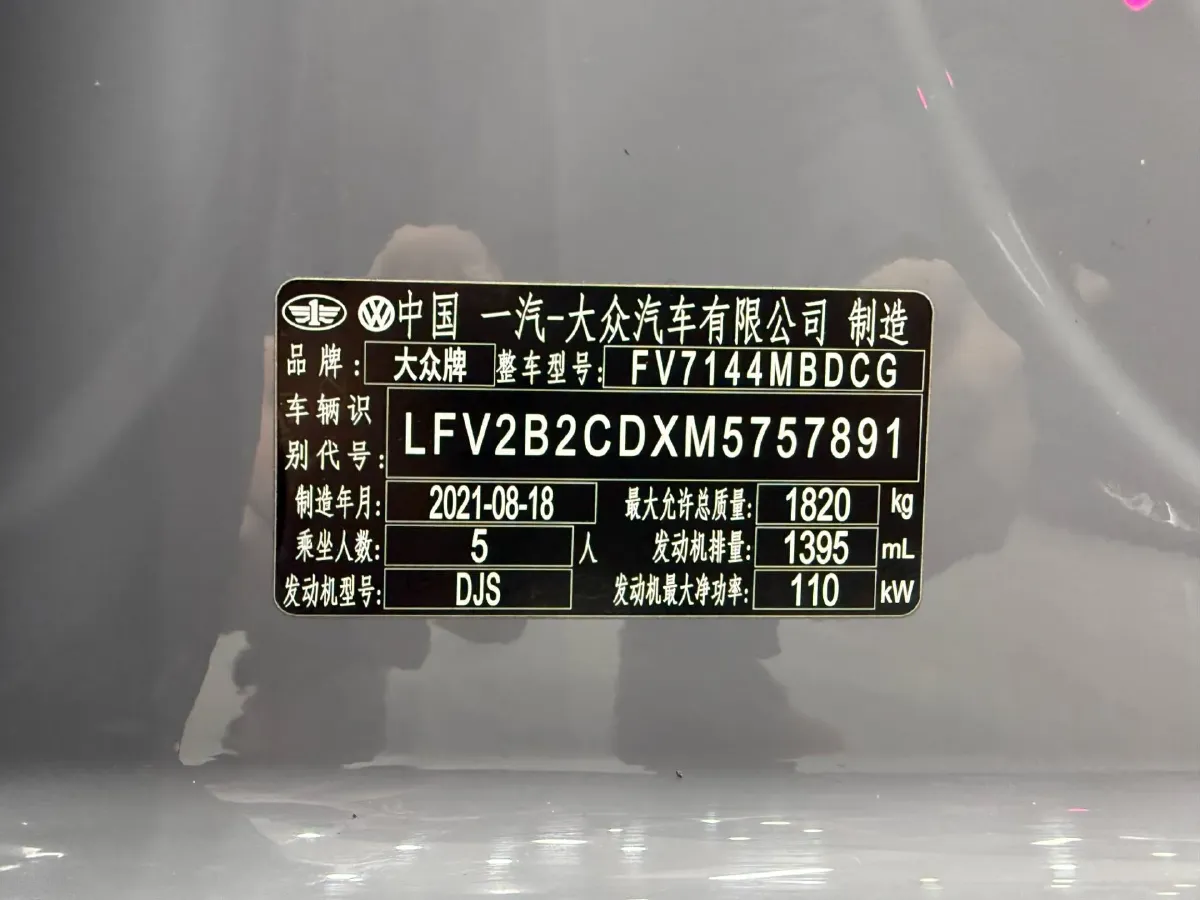 中国 一汽-大众汽车有限公司 制造
品牌: 大众牌 整车型号: FV7144MBDCG
车辆识别代号: LFV2B2CDXM5757891
制造年月: 2021-08-18 最大允许总质量: 1820 kg
乘坐人数: 5 人 发动机排量: 1395 mL
发动机型号: DJS 发动机最大净功率: 110 kW